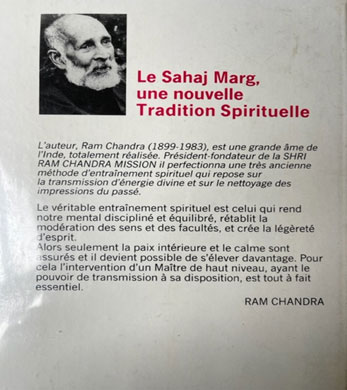 Le Sahaj Marg,
une nouvelle
Tradition Spirituelle
L'auteur, Ram Chandra (1899-1983), est une grande âme de
l'Inde, totalement réalisée. Président-fondateur de la SHRI
RAM CHANDRA MISSION il perfectionna une très ancienne
méthode d'entraînement spirituel qui repose sur
la transmission d'énergie divine et sur le nettoyage des
impressions du passé.
Le véritable entraînement spirituel est celui qui rend
notre mental discipliné et équilibré, rétablit la
modération des sens et des facultés, et crée la légèreté
d'esprit.
Alors seulement la paix intérieure et le calme sont
assurés et il devient possible de s'élever davantage. Pour
cela l'intervention d'un Maître de haut niveau, ayant le
pouvoir de transmission à sa disposition, est tout à fait
essentiel.
RAM CHANDRA